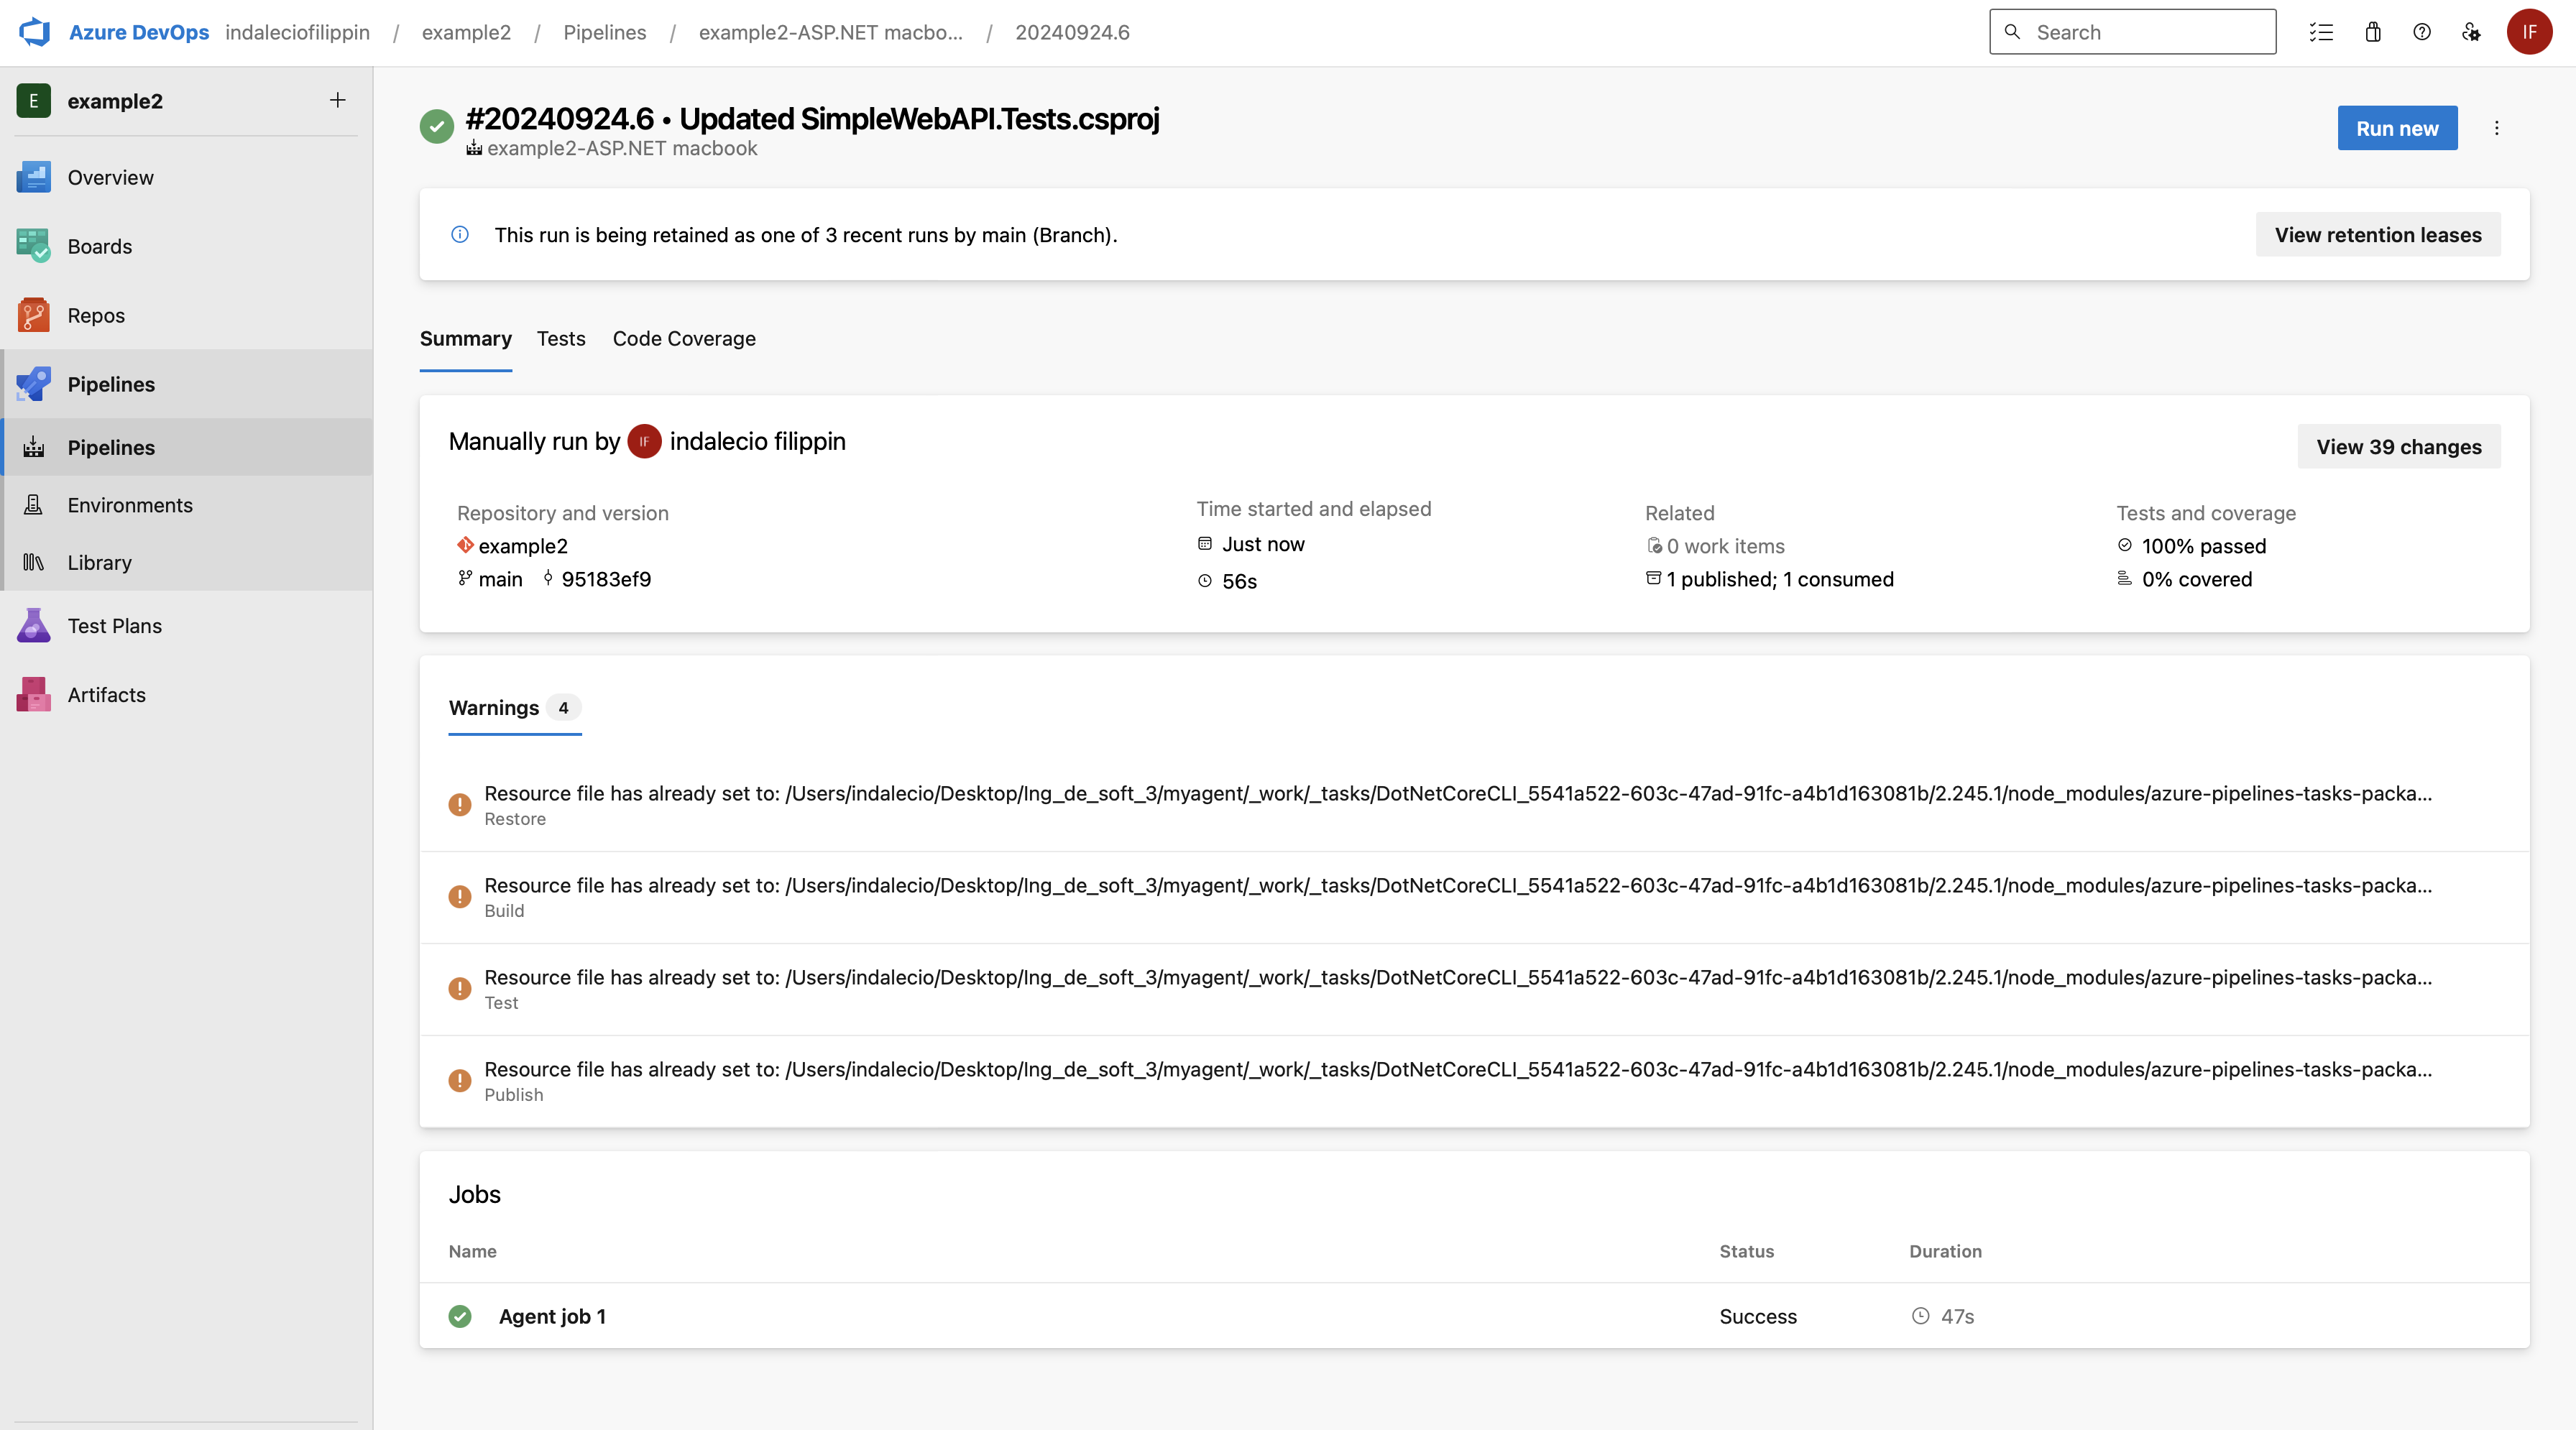 Azure DevOps indaleciofilippin / example2 / Pipelines / example2-ASP.NET macbo... / 20240924.6
Search
IF
E example2
Overview
Boards
Repos
Pipelines
Pipelines
Environments
Library
Test Plans
Artifacts
#20240924.6 • Updated SimpleWebAPI.Tests.csproj
example2-ASP.NET macbook
Run new
This run is being retained as one of 3 recent runs by main (Branch).
View retention leases
Summary Tests Code Coverage
Manually run by IF indalecio filippin
View 39 changes
Repository and version
example2
main 95183ef9
Time started and elapsed
Just now
56s
Related
0 work items
1 published; 1 consumed
Tests and coverage
100% passed
0% covered
Warnings 4
Resource file has already set to: /Users/indalecio/Desktop/Ing_de_soft_3/myagent/_work/_tasks/DotNetCoreCLI_5541a522-603c-47ad-91fc-a4b1d163081b/2.245.1/node_modules/azure-pipelines-tasks-packa...
Restore
Resource file has already set to: /Users/indalecio/Desktop/Ing_de_soft_3/myagent/_work/_tasks/DotNetCoreCLI_5541a522-603c-47ad-91fc-a4b1d163081b/2.245.1/node_modules/azure-pipelines-tasks-packa...
Build
Resource file has already set to: /Users/indalecio/Desktop/Ing_de_soft_3/myagent/_work/_tasks/DotNetCoreCLI_5541a522-603c-47ad-91fc-a4b1d163081b/2.245.1/node_modules/azure-pipelines-tasks-packa...
Test
Resource file has already set to: /Users/indalecio/Desktop/Ing_de_soft_3/myagent/_work/_tasks/DotNetCoreCLI_5541a522-603c-47ad-91fc-a4b1d163081b/2.245.1/node_modules/azure-pipelines-tasks-packa...
Publish
Jobs
Name Status Duration
Agent job 1 Success 47s